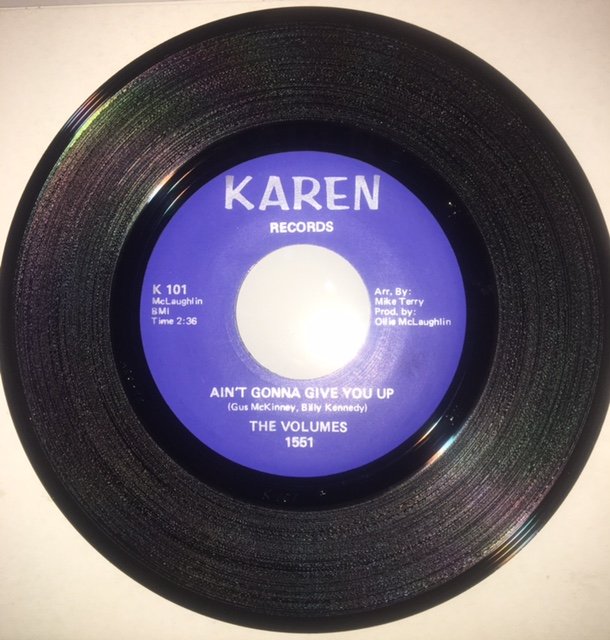 KAREN
RECORDS
K 101
McLaughlin
BMI
Time 2:36
Arr. By:
Mike Terry
Prod. by:
Ollie McLaughlin
AIN'T GONNA GIVE YOU UP
(Gus McKinney, Billy Kennedy)
THE VOLUMES
1551